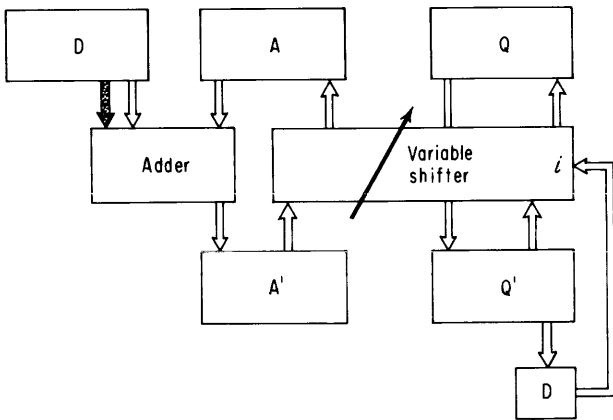 D
A
Q
Adder
Variable
shifter
i
A'
Q'
D